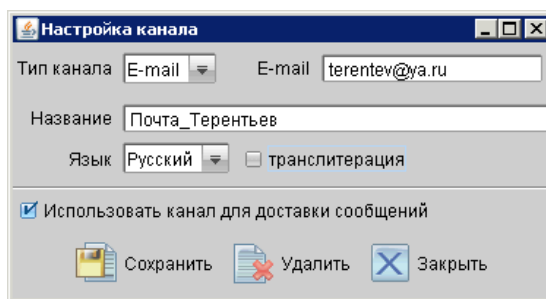 Настройка канала
Тип канала E-mail E-mail terentev@ya.ru
Название Почта_Терентьев
Язык Русский транслитерация
Использовать канал для доставки сообщений
Сохранить Удалить Закрыть